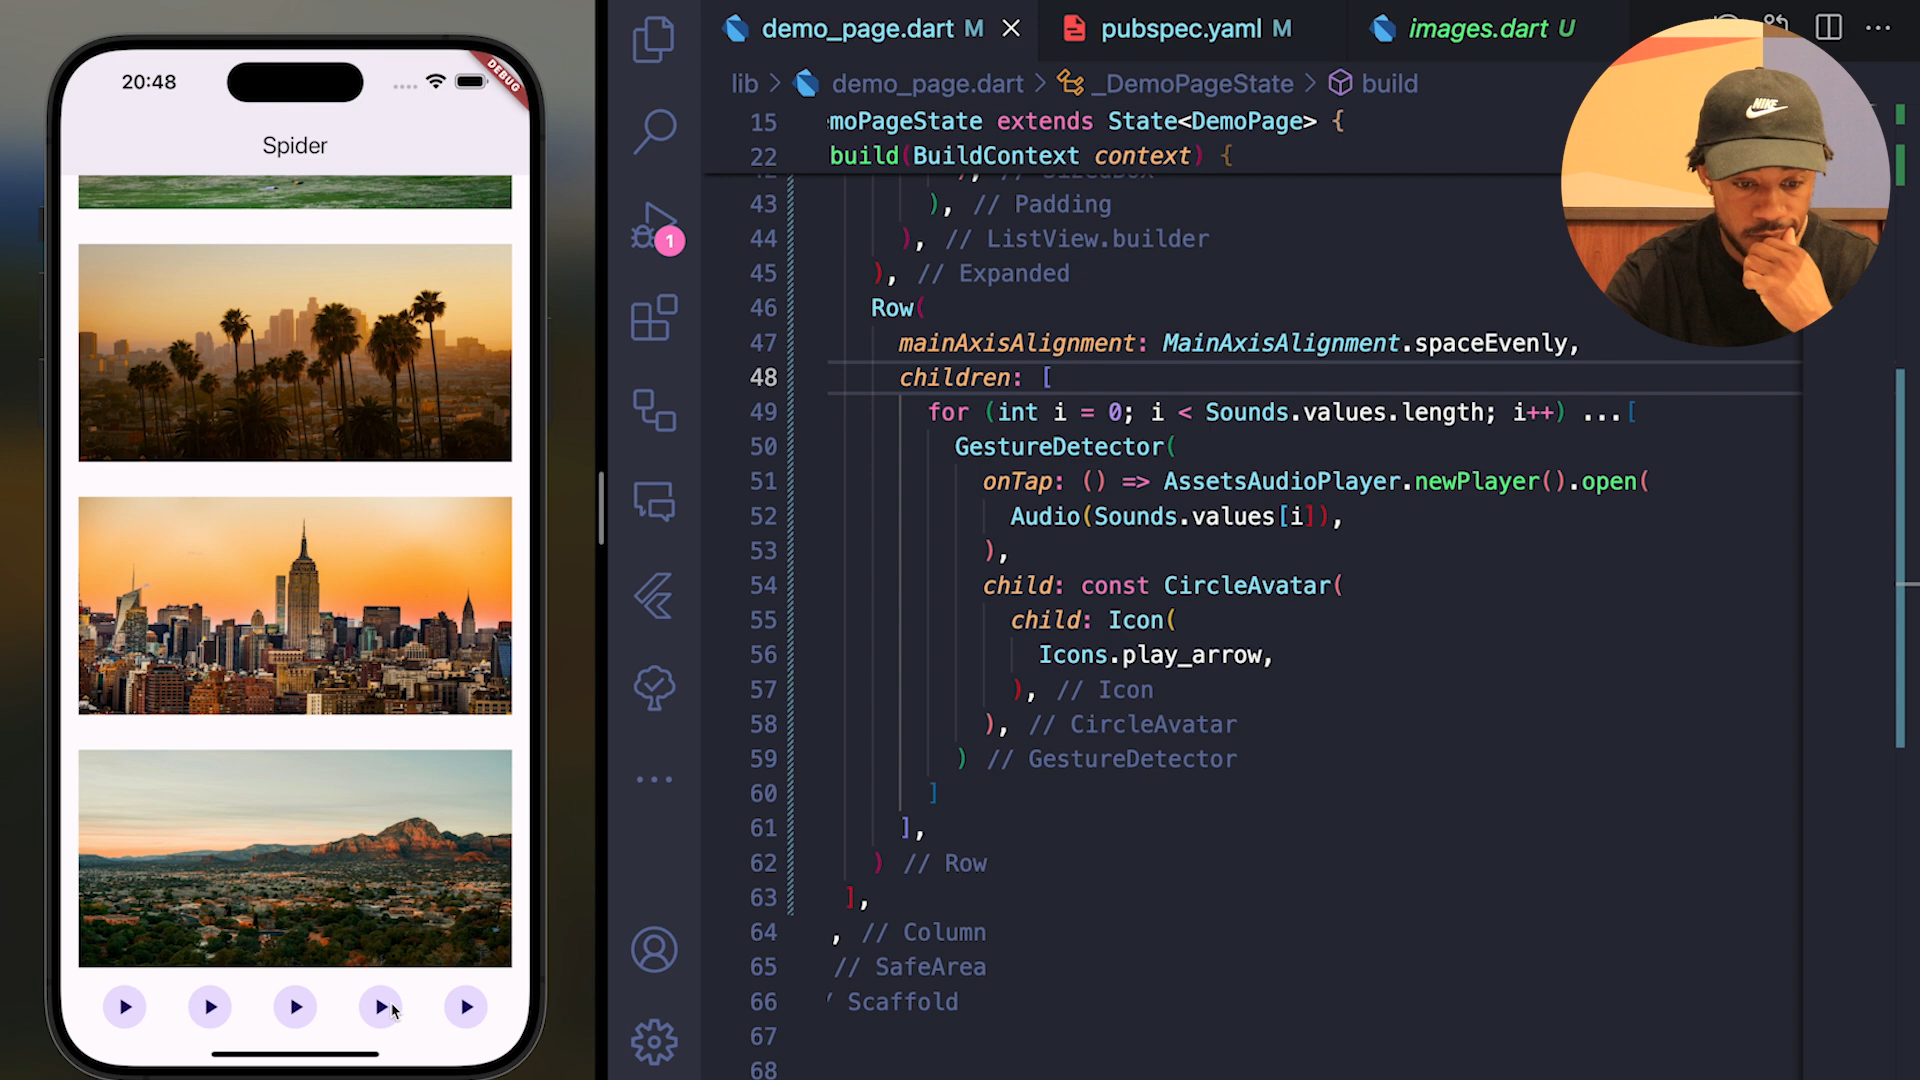 20:48
DEBUG
Spider
1
demo_page.dart M
pubspec.yaml M
images.dart U
lib > demo_page.dart > _DemoPageState > build
NIKE
15 moPageState extends State<DemoPage> {
22 build(BuildContext context) {
), // SizedBox
43 ), // Padding
44 ), // ListView.builder
45 ), // Expanded
46 Row(
47 mainAxisAlignment: MainAxisAlignment.spaceEvenly,
48 children: [
49 for (int i = 0; i < Sounds.values.length; i++) ...[
50 GestureDetector(
51 onTap: () => AssetsAudioPlayer.newPlayer().open(
52 Audio(Sounds.values[i]),
53 ),
54 child: const CircleAvatar(
55 child: Icon(
56 Icons.play_arrow,
57 ), // Icon
58 ), // CircleAvatar
59 ) // GestureDetector
60 ]
61 ],
62 ) // Row
63 ],
64 , // Column
65 // SafeArea
66 / Scaffold
67
68